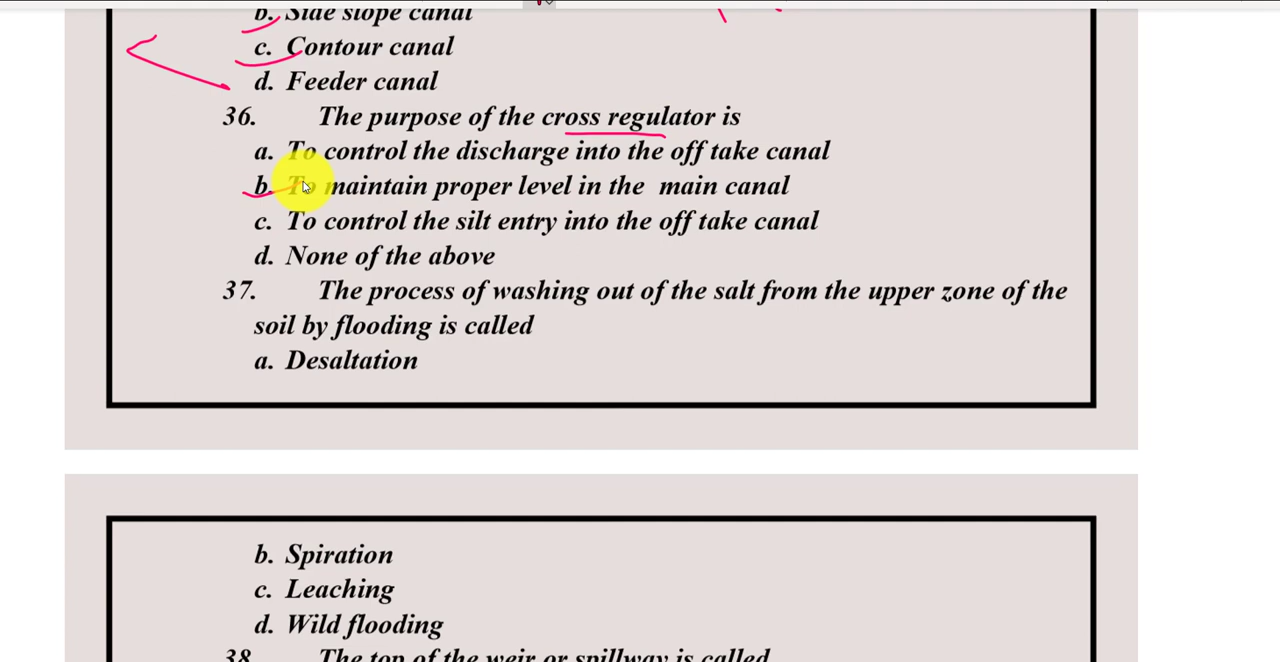 b. Side slope canal
c. Contour canal
d. Feeder canal
36. The purpose of the cross regulator is
a. To control the discharge into the off take canal
b. To maintain proper level in the main canal
c. To control the silt entry into the off take canal
d. None of the above
37. The process of washing out of the salt from the upper zone of the
soil by flooding is called
a. Desaltation
b. Spiration
c. Leaching
d. Wild flooding
38. The top of the weir or spillway is called